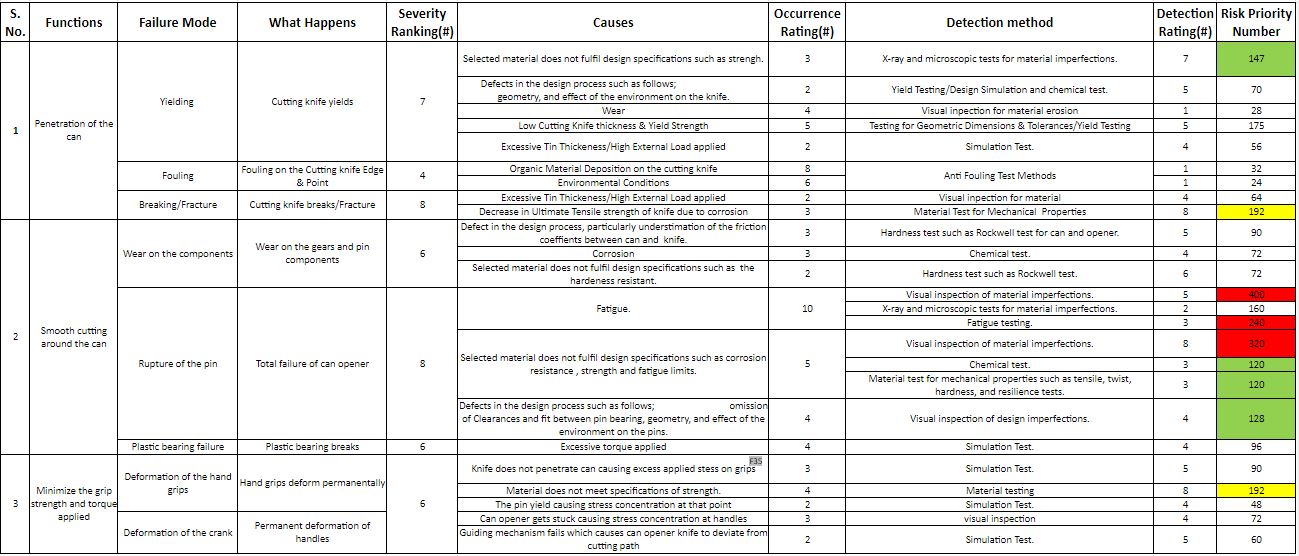 S. No. Functions Failure Mode What Happens Severity Ranking(#) Causes Occurrence Rating(#) Detection method Detection Rating(#) Risk Priority Number
1 Penetration of the can Yielding Cutting knife yields 7 Selected material does not fulfil design specifications such as strengh. 3 X-ray and microscopic tests for material imperfections. 7 147
Defects in the design process such as follows;
geometry, and effect of the environment on the knife. 2 Yield Testing/Design Simulation and chemical test. 5 70
Wear 4 Visual inpection for material erosion 1 28
Low Cutting Knife thickness & Yield Strength 5 Testing for Geometric Dimensions & Tolerances/Yield Testing 5 175
Excessive Tin Thickeness/High External Load applied 2 Simulation Test. 4 56
Fouling Fouling on the Cutting knife Edge & Point 4 Organic Material Deposition on the cutting knife 8 Anti Fouling Test Methods 1 32
Environmental Conditions 6 1 24
Breaking/Fracture Cutting knife breaks/Fracture 8 Excessive Tin Thickeness/High External Load applied 2 Visual inpection for material 4 64
Decrease in Ultimate Tensile strength of knife due to corrosion 3 Material Test for Mechanical Properties 8 192
2 Smooth cutting around the can Wear on the components Wear on the gears and pin components 6 Defect in the design process, particularly understimation of the friction
coeffients between can and knife. 3 Hardness test such as Rockwell test for can and opener. 5 90
Corrosion 3 Chemical test. 4 72
Selected material does not fulfil design specifications such as the
hardeness resistant. 2 Hardness test such as Rockwell test. 6 72
Rupture of the pin Total failure of can opener 8 Fatigue. 10 Visual inspection of material imperfections. 5 400
X-ray and microscopic tests for material imperfections. 2 160
Fatigue testing. 3 240
Selected material does not fulfil design specifications such as corrosion
resistance , strength and fatigue limits. 5 Visual inspection of material imperfections. 8 320
Chemical test. 3 120
Material test for mechanical properties such as tensile, twist,
hardness, and resilience tests. 3 120
Defects in the design process such as follows; omission
of Clearances and fit between pin bearing, geometry, and effect of the
environment on the pins. 4 Visual inspection of design imperfections. 4 128
Plastic bearing failure Plastic bearing breaks 6 Excessive torque applied 4 Simulation Test. 4 96
3 Minimize the grip strength and torque applied Deformation of the hand grips Hand grips deform permanentally 6 Knife does not penetrate can causing excess applied stess on grips F35 3 Simulation Test. 5 90
Material does not meet specifications of strength. 4 Material testing 8 192
The pin yield causing stress concentration at that point 2 Simulation Test. 4 48
Deformation of the crank Permanent deformation of handles Can opener gets stuck causing stress concentration at handles 3 visual inspection 4 72
Guiding mechanism fails which causes can opener knife to deviate from
cutting path 2 Simulation Test. 5 60